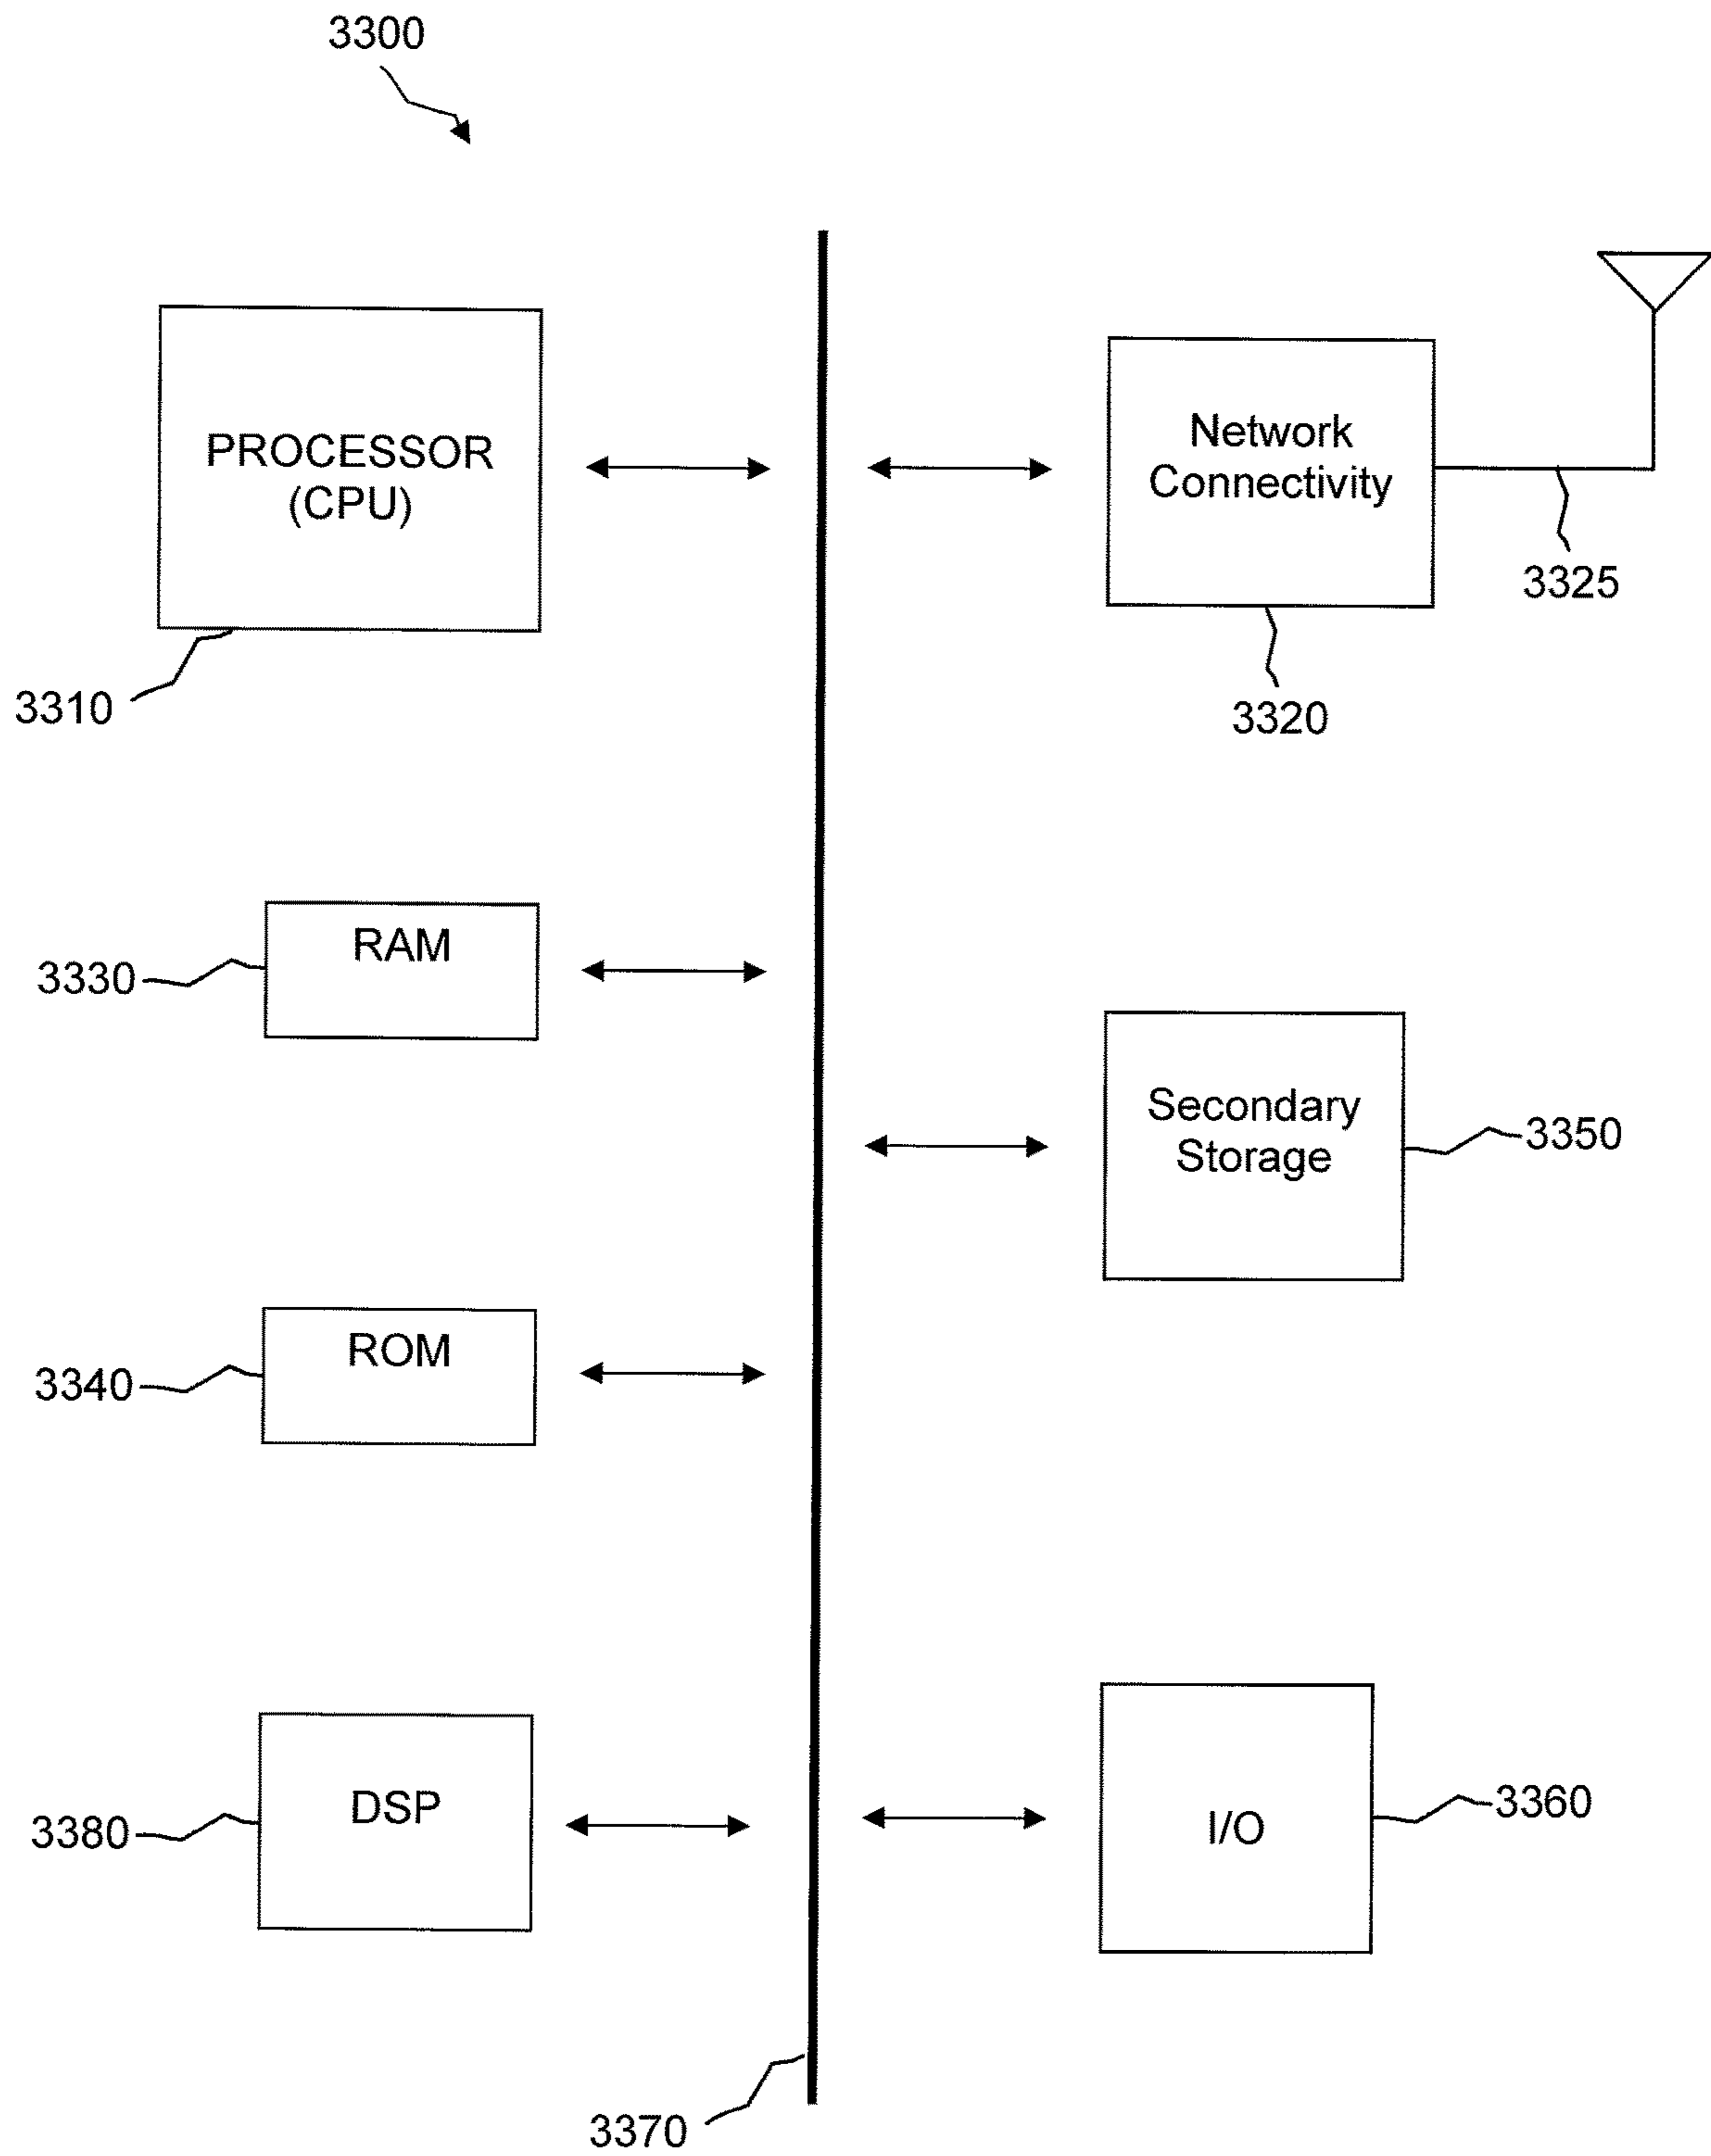 3300
PROCESSOR
(CPU)
3310
Network
Connectivity
3325
3320
RAM
3330
Secondary
Storage
3350
ROM
3340
DSP
3380
I/O
3360
3370